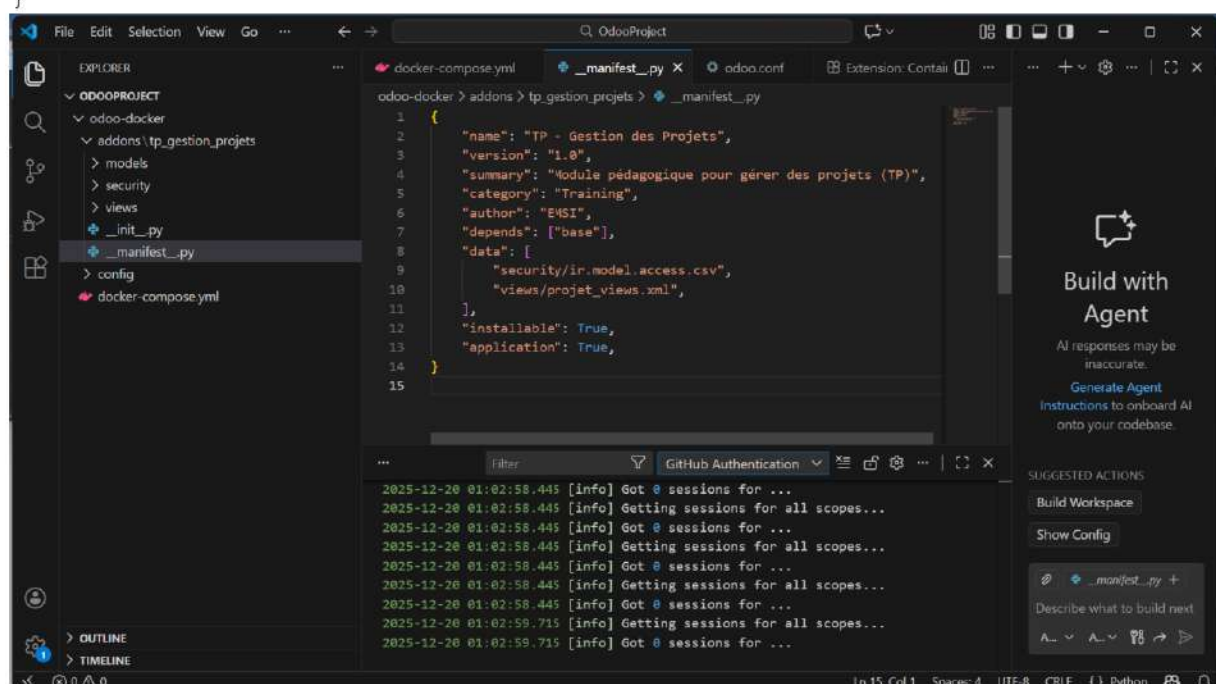 }
File Edit Selection View Go ... OdooProject
EXPLORER ...
ODOOPROJECT
odoo-docker
addons\tp_gestion_projets
models
security
views
__init__.py
__manifest__.py
config
docker-compose.yml
OUTLINE
TIMELINE
docker-compose.yml __manifest__.py odoo.conf Extension: Contai ...
odoo-docker > addons > tp_gestion_projets > __manifest__.py
1 {
2 "name": "TP - Gestion des Projets",
3 "version": "1.0",
4 "summary": "Module pédagogique pour gérer des projets (TP)",
5 "category": "Training",
6 "author": "EMSI",
7 "depends": ["base"],
8 "data": [
9 "security/ir.model.access.csv",
10 "views/projet_views.xml",
11 ],
12 "installable": True,
13 "application": True,
14 }
15
... Filter GitHub Authentication ...
2025-12-20 01:02:58.445 [info] Got 0 sessions for ...
2025-12-20 01:02:58.445 [info] Getting sessions for all scopes...
2025-12-20 01:02:58.445 [info] Got 0 sessions for ...
2025-12-20 01:02:58.445 [info] Getting sessions for all scopes...
2025-12-20 01:02:58.445 [info] Got 0 sessions for ...
2025-12-20 01:02:58.445 [info] Getting sessions for all scopes...
2025-12-20 01:02:58.445 [info] Got 0 sessions for ...
2025-12-20 01:02:59.715 [info] Getting sessions for all scopes...
2025-12-20 01:02:59.715 [info] Got 0 sessions for ...
Build with
Agent
AI responses may be
inaccurate.
Generate Agent
Instructions to onboard AI
onto your codebase.
SUGGESTED ACTIONS
Build Workspace
Show Config
__manifest__.py +
Describe what to build next
A... A...
1
0 0 Ln 15, Col 1 Spaces: 4 UTF-8 CRLF {} Python